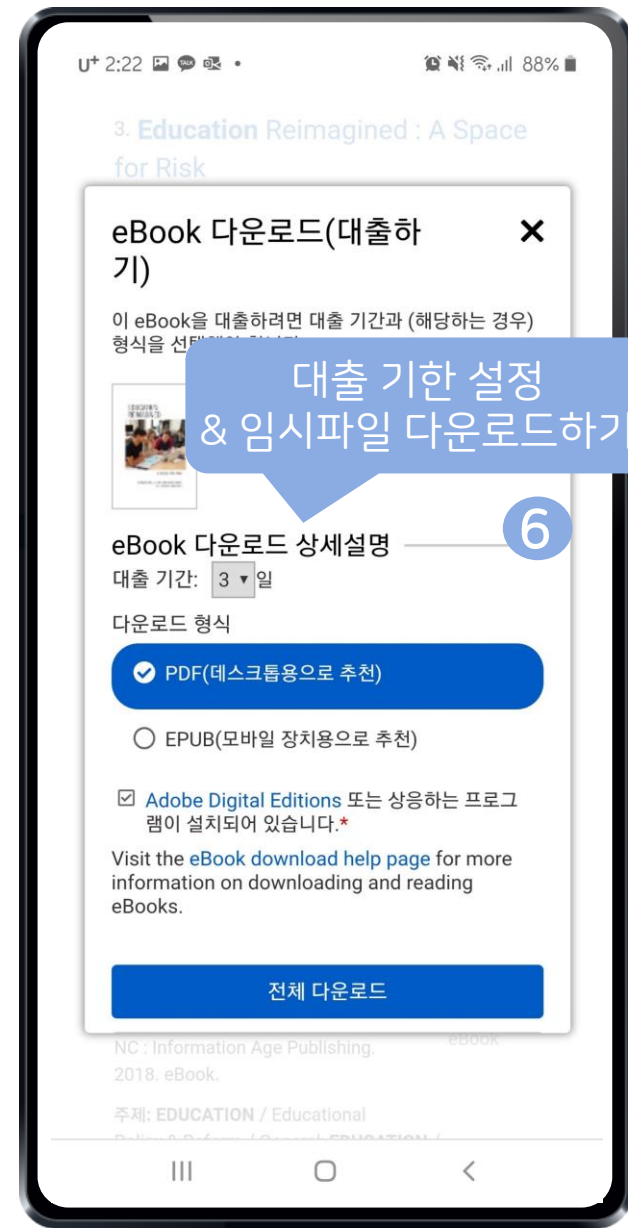 U+ 2:22 TALK 88%
3. Education Reimagined : A Space
for Risk
eBook 다운로드(대출하
기)
이 eBook을 대출하려면 대출 기간과 (해당하는 경우)
형식을
대출 기한 설정
& 임시파일 다운로드하기
EDUCATION
REIMAGINED
6
eBook 다운로드 상세설명
대출 기간: 3 ▾ 일
다운로드 형식
PDF(데스크톱용으로 추천)
EPUB(모바일 장치용으로 추천)
Adobe Digital Editions 또는 상응하는 프로그
램이 설치되어 있습니다.*
Visit the eBook download help page for more
information on downloading and reading
eBooks.
전체 다운로드
NC : Information Age Publishing. eBook
2018. eBook.
주제: EDUCATION / Educational